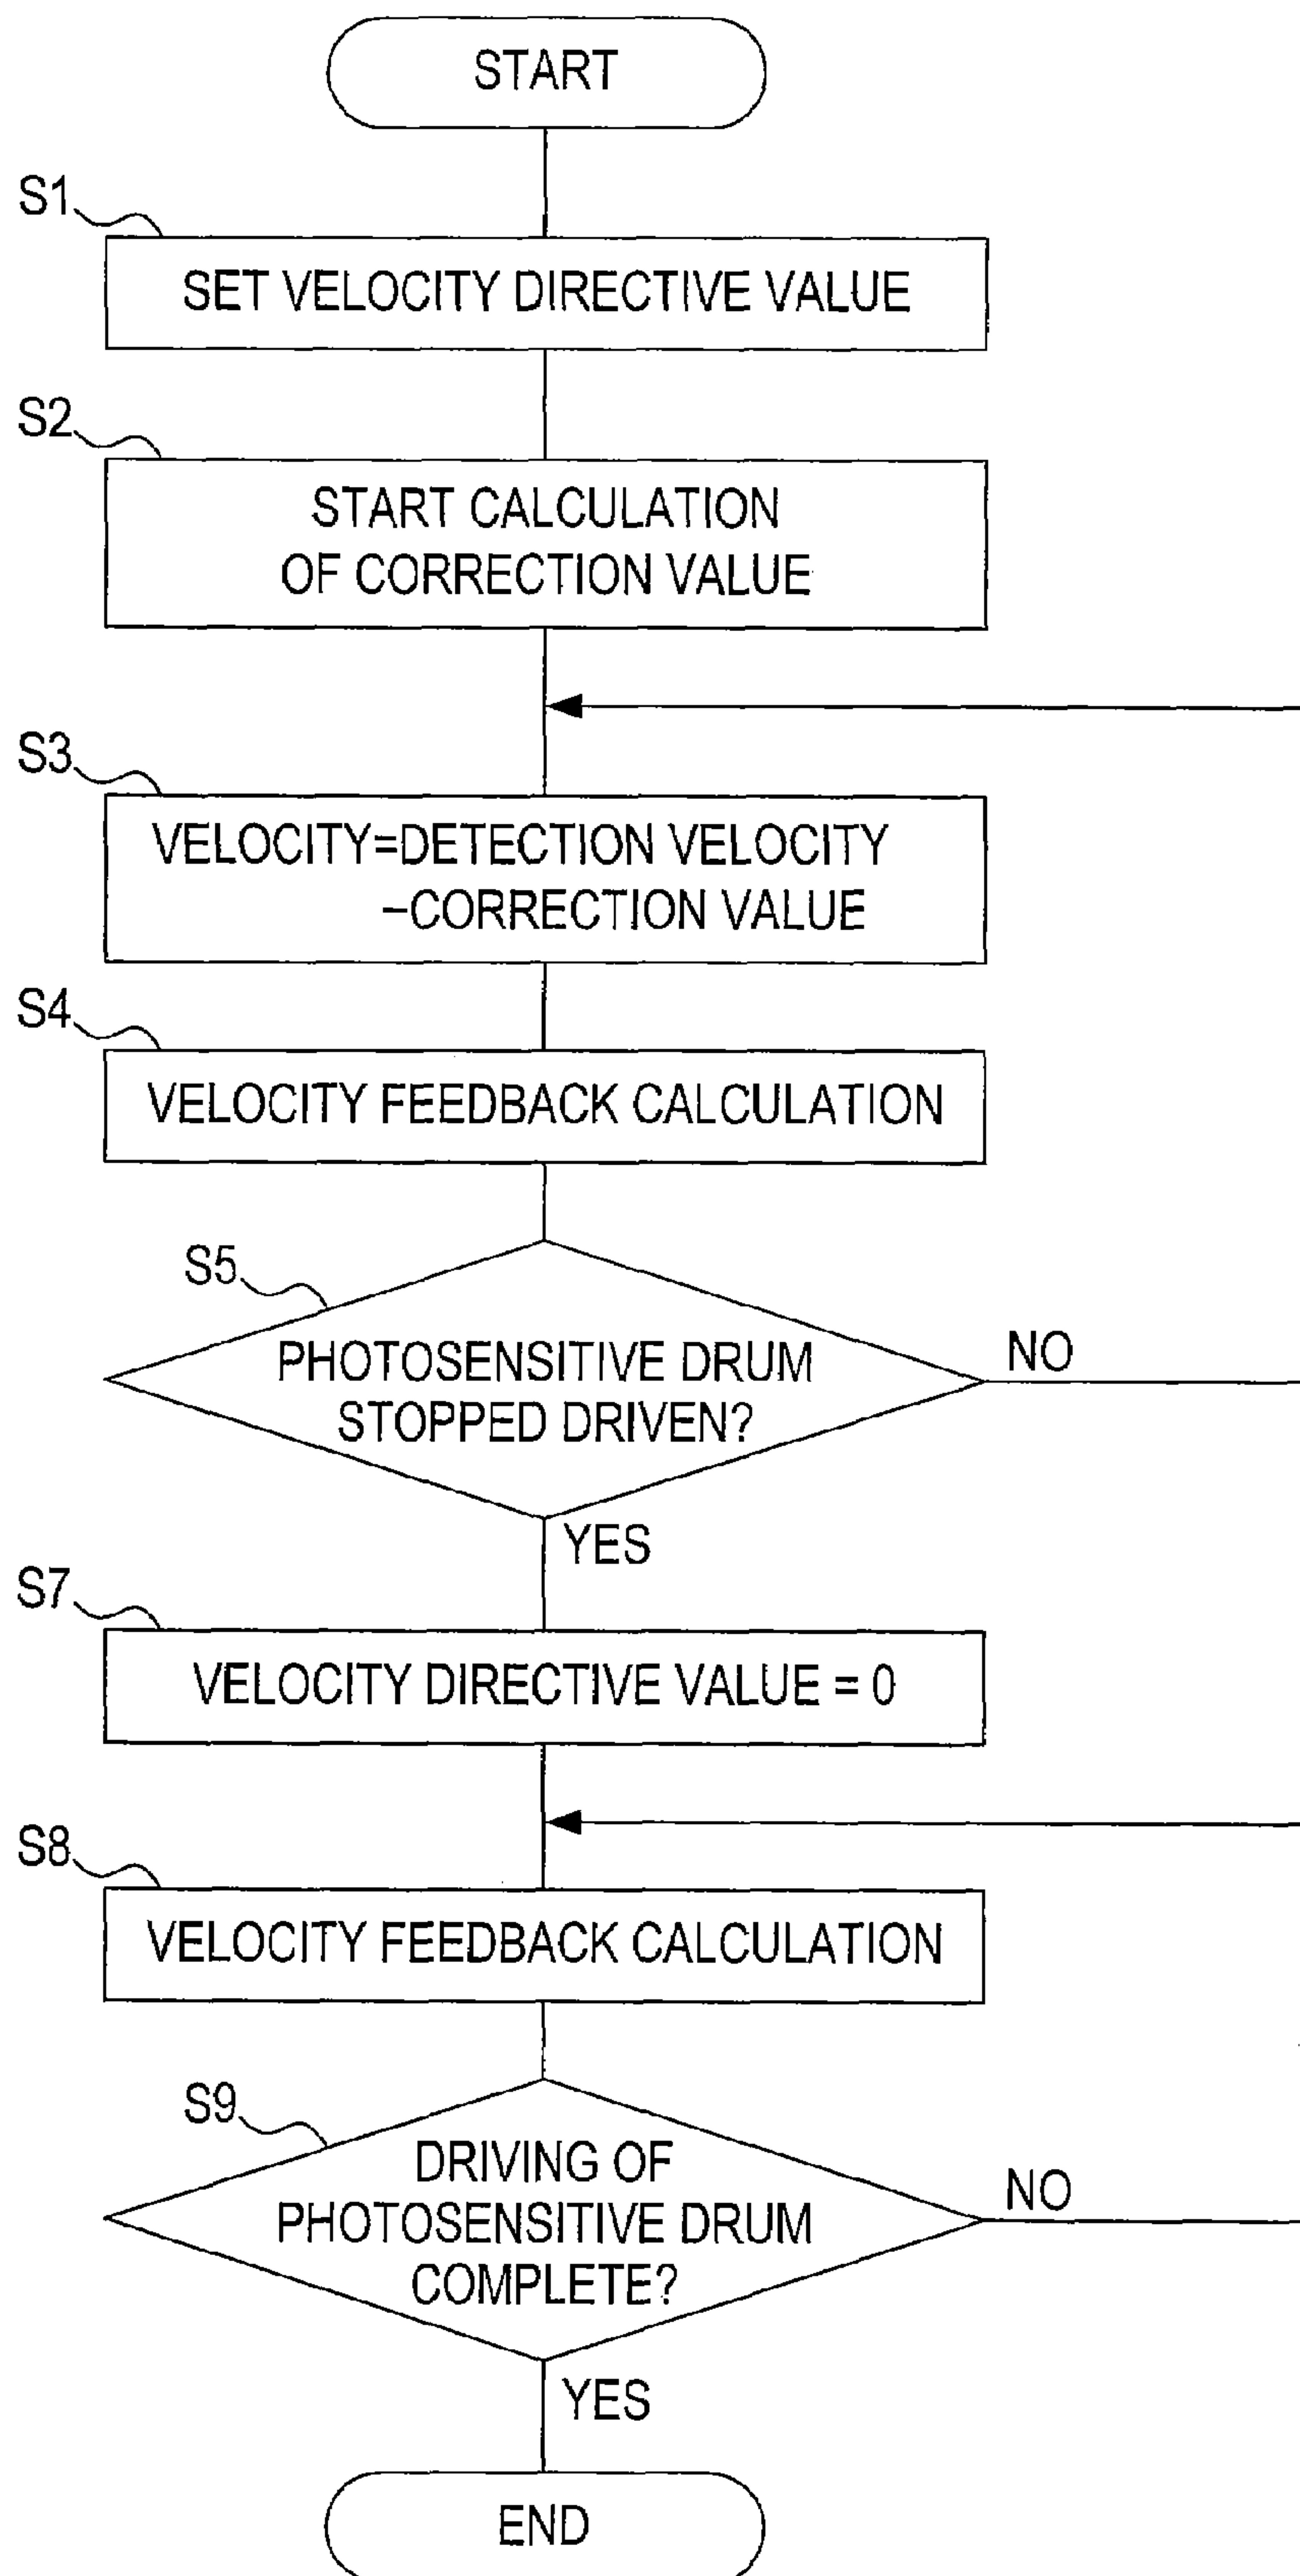 START
S1
SET VELOCITY DIRECTIVE VALUE
S2
START CALCULATION
OF CORRECTION VALUE
S3
VELOCITY=DETECTION VELOCITY
−CORRECTION VALUE
S4
VELOCITY FEEDBACK CALCULATION
S5
PHOTOSENSITIVE DRUM
STOPPED DRIVEN?
NO
YES
S7
VELOCITY DIRECTIVE VALUE = 0
S8
VELOCITY FEEDBACK CALCULATION
S9
DRIVING OF
PHOTOSENSITIVE DRUM
COMPLETE?
NO
YES
END